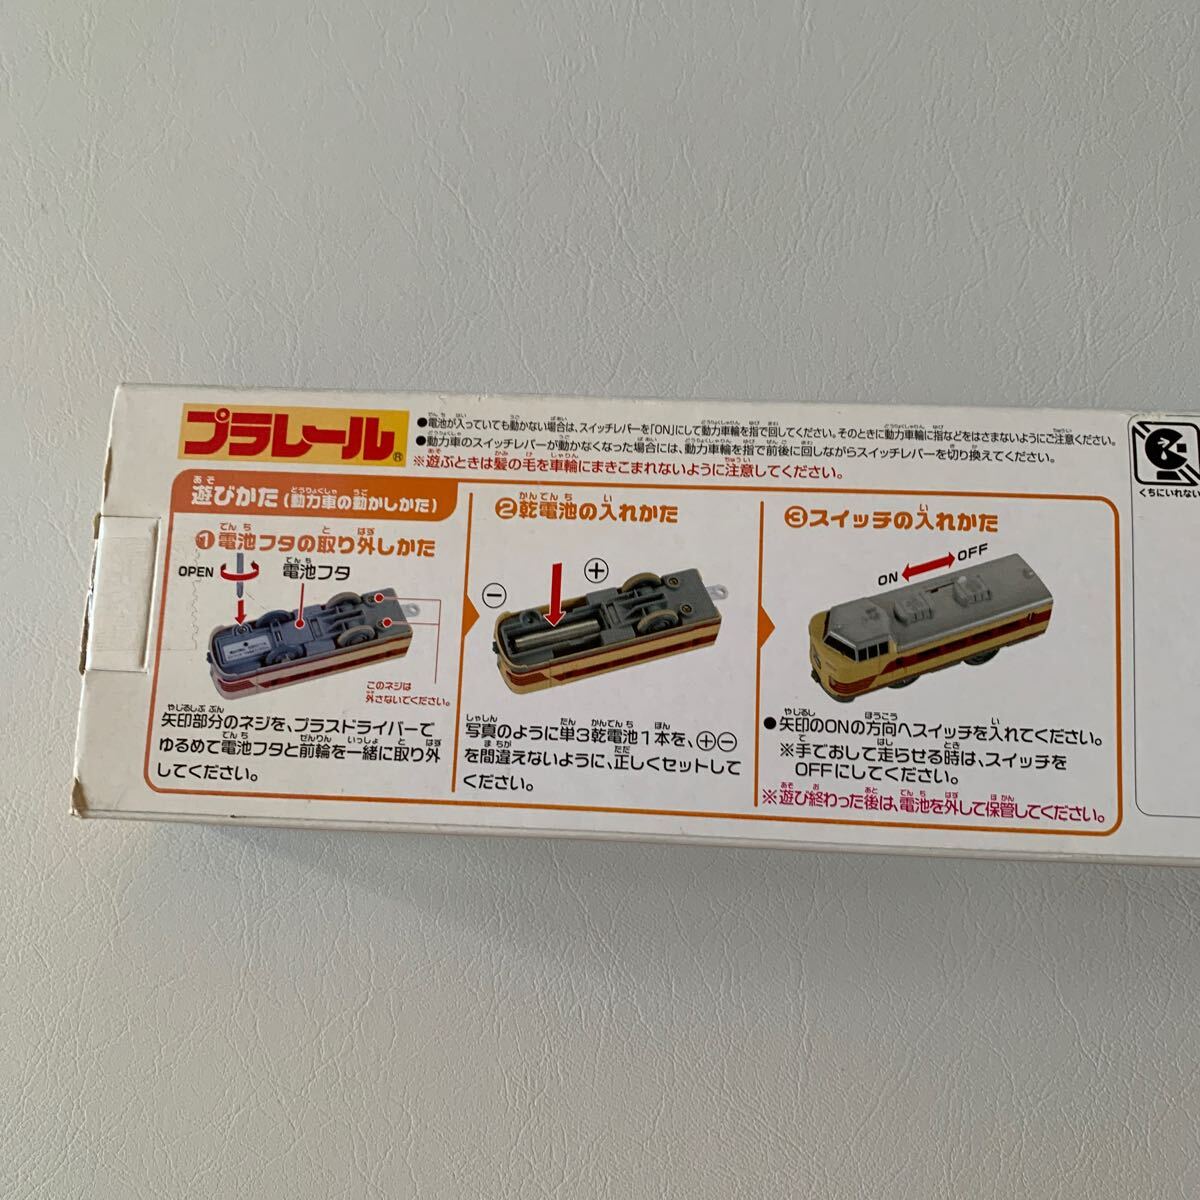 プラレール®
●電池が入っていても動かない場合は、スイッチレバーを「ON」にして動力車輪を指で回してください。そのときに動力車輪に指などをはさまないようにご注意ください。
●動力車のスイッチレバーが動かなくなった場合には、動力車輪を指で前後に回しながらスイッチレバーを切り換えてください。
※遊ぶときは髪の毛を車輪にまきこまれないように注意してください。
くちにいれない
遊びかた(動力車の動かしかた)
①電池フタの取り外しかた
OPEN
電池フタ
このネジは
外さないでください。
矢印部分のネジを、プラスドライバーで
ゆるめて電池フタと前輪を一緒に取り外
してください。
②乾電池の入れかた
⊕
⊖
写真のように単3乾電池1本を、⊕⊖
を間違えないように、正しくセットして
ください。
③スイッチの入れかた
ON OFF
●矢印のONの方向へスイッチを入れてください。
※手でおして走らせる時は、スイッチを
OFFにしてください。
※遊び終わった後は、電池を外して保管してください。